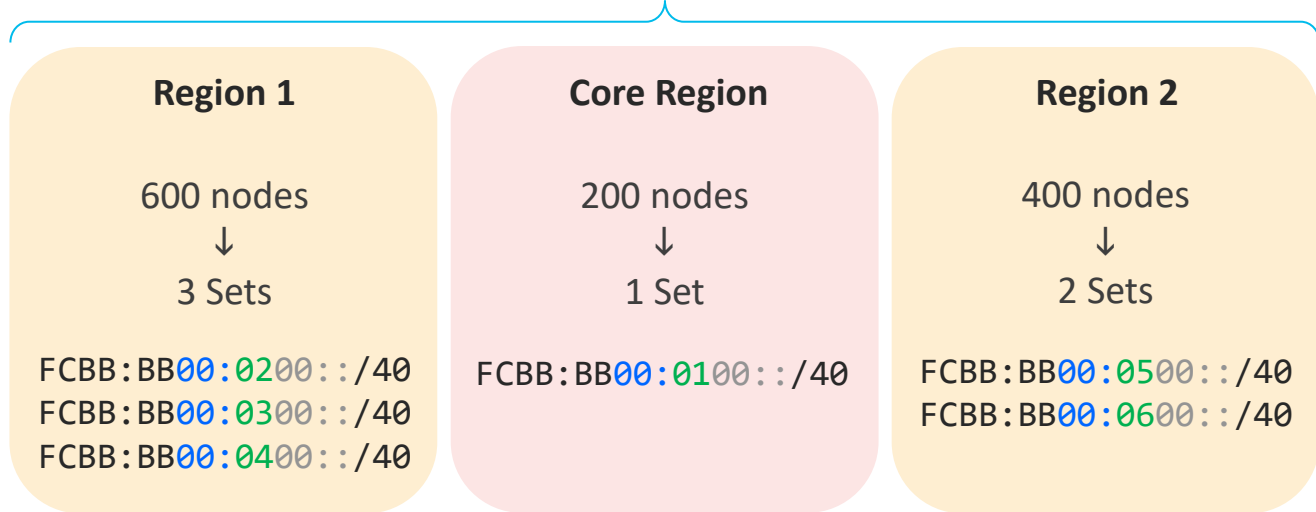 Region 1
600 nodes
↓
3 Sets
FCBB:BB00:0200::/40
FCBB:BB00:0300::/40
FCBB:BB00:0400::/40
Core Region
200 nodes
↓
1 Set
FCBB:BB00:0100::/40
Region 2
400 nodes
↓
2 Sets
FCBB:BB00:0500::/40
FCBB:BB00:0600::/40